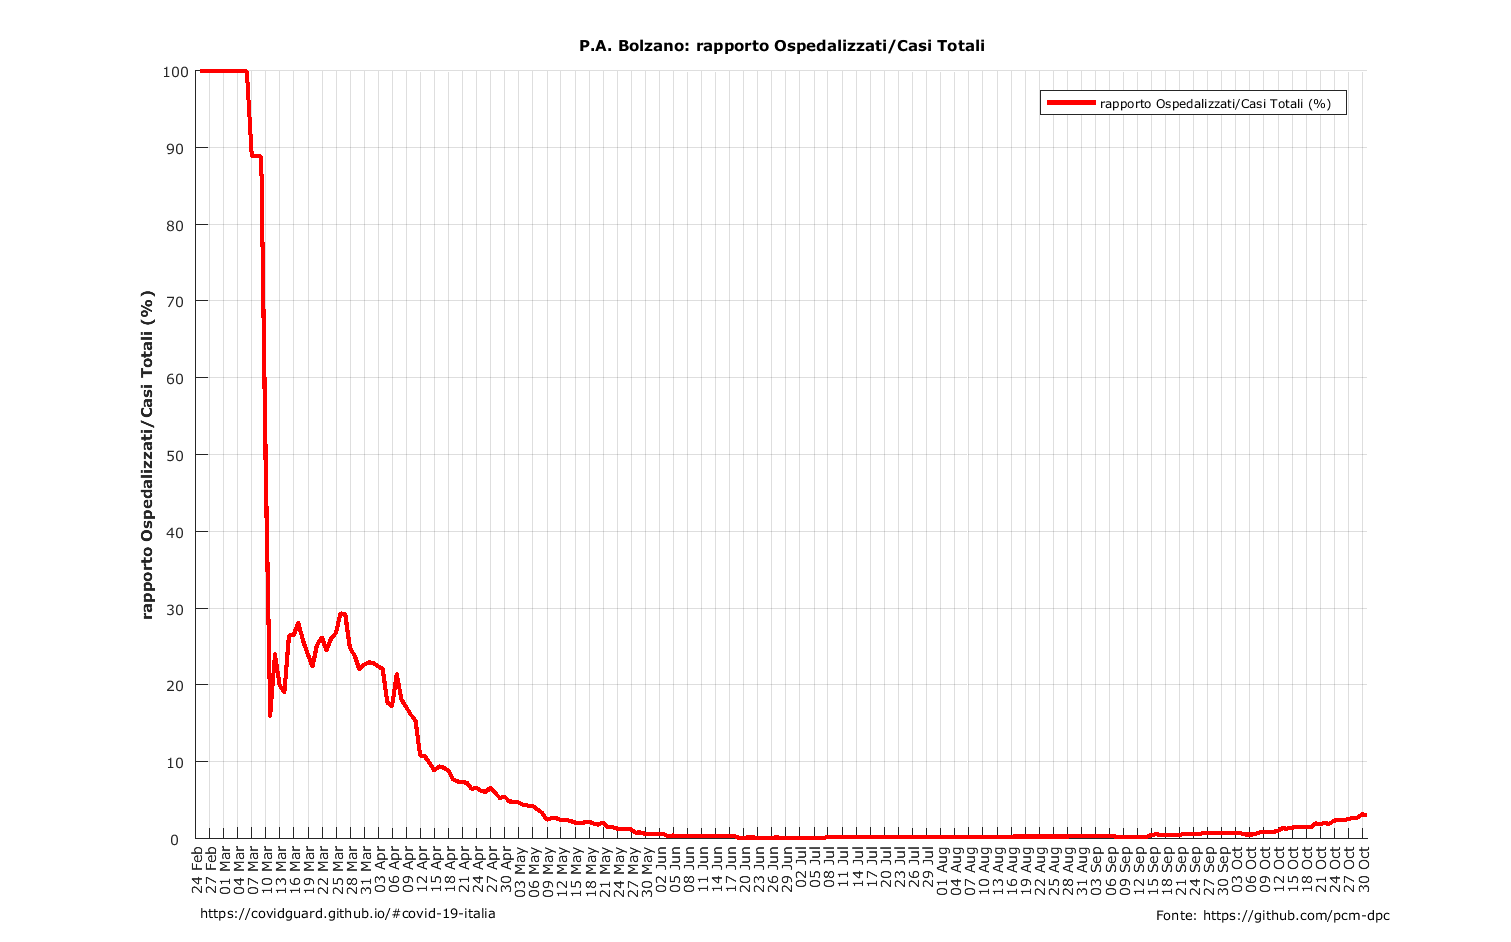 P.A. Bolzano: rapporto Ospedalizzati/Casi Totali
rapporto Ospedalizzati/Casi Totali (%)
rapporto Ospedalizzati/Casi Totali (%)
100
90
80
70
60
50
40
30
20
10
0
24 Feb
27 Feb
01 Mar
04 Mar
07 Mar
10 Mar
13 Mar
16 Mar
19 Mar
22 Mar
25 Mar
28 Mar
31 Mar
03 Apr
06 Apr
09 Apr
12 Apr
15 Apr
18 Apr
21 Apr
24 Apr
27 Apr
30 Apr
03 May
06 May
09 May
12 May
15 May
18 May
21 May
24 May
27 May
30 May
02 Jun
05 Jun
08 Jun
11 Jun
14 Jun
17 Jun
20 Jun
23 Jun
26 Jun
29 Jun
02 Jul
05 Jul
08 Jul
11 Jul
14 Jul
17 Jul
20 Jul
23 Jul
26 Jul
29 Jul
01 Aug
04 Aug
07 Aug
10 Aug
13 Aug
16 Aug
19 Aug
22 Aug
25 Aug
28 Aug
31 Aug
03 Sep
06 Sep
09 Sep
12 Sep
15 Sep
18 Sep
21 Sep
24 Sep
27 Sep
30 Sep
03 Oct
06 Oct
09 Oct
12 Oct
15 Oct
18 Oct
21 Oct
24 Oct
27 Oct
30 Oct
https://covidguard.github.io/#covid-19-italia
Fonte: https://github.com/pcm-dpc